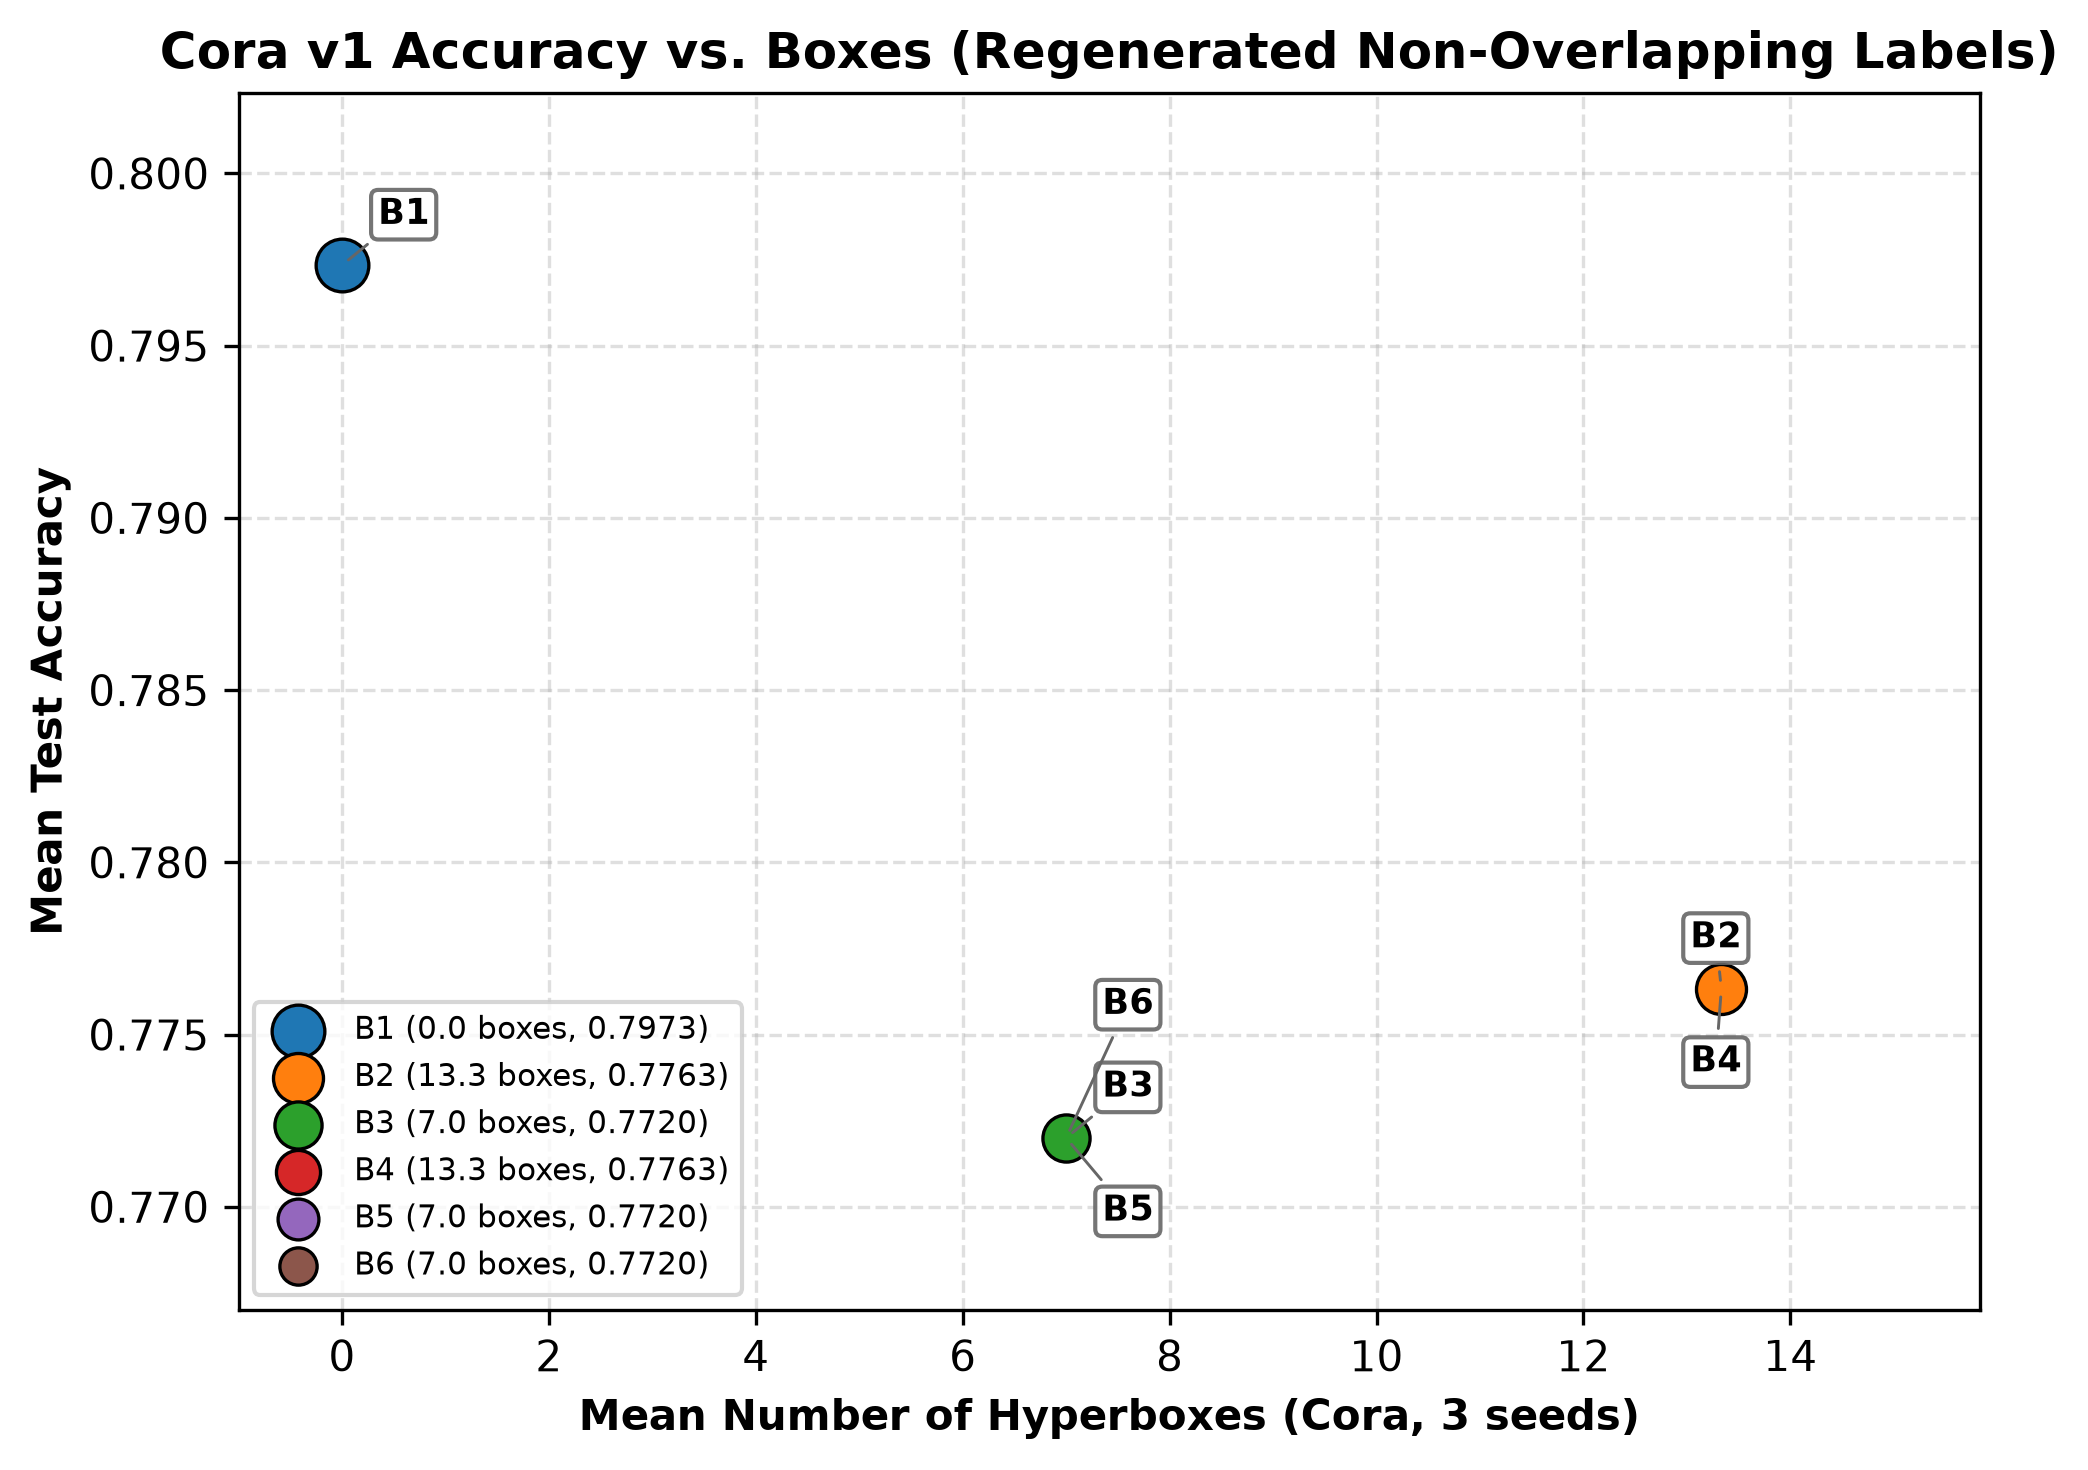 Cora v1 Accuracy vs. Boxes (Regenerated Non-Overlapping Labels)
Mean Test Accuracy
0.800
0.795
0.790
0.785
0.780
0.775
0.770
B1
B2
B6
B4
B3
B5
B1 (0.0 boxes, 0.7973)
B2 (13.3 boxes, 0.7763)
B3 (7.0 boxes, 0.7720)
B4 (13.3 boxes, 0.7763)
B5 (7.0 boxes, 0.7720)
B6 (7.0 boxes, 0.7720)
0 2 4 6 8 10 12 14
Mean Number of Hyperboxes (Cora, 3 seeds)